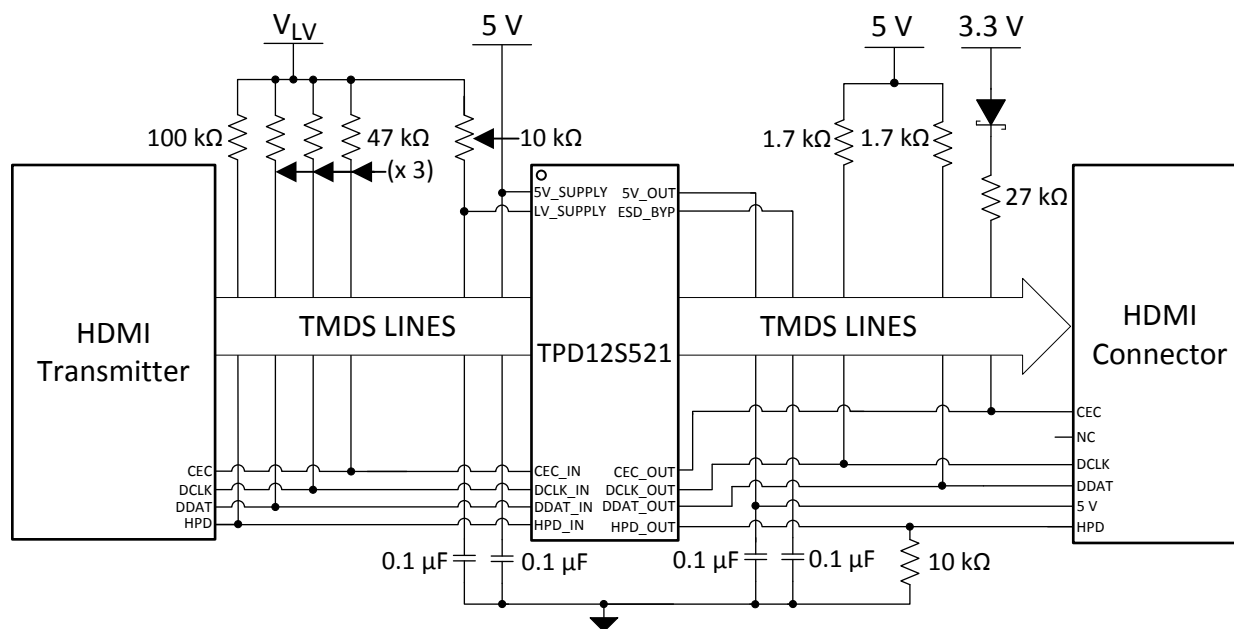 V_LV
5 V
5 V
3.3 V
100 kΩ
47 kΩ
(x 3)
10 kΩ
1.7 kΩ
1.7 kΩ
27 kΩ
HDMI
Transmitter
CEC
DCLK
DDAT
HPD
TMDS LINES
5V_SUPPLY
LV_SUPPLY
5V_OUT
ESD_BYP
TPD12S521
CEC_IN
DCLK_IN
DDAT_IN
HPD_IN
CEC_OUT
DCLK_OUT
DDAT_OUT
HPD_OUT
TMDS LINES
HDMI
Connector
CEC
NC
DCLK
DDAT
5 V
HPD
0.1 µF
0.1 µF
0.1 µF
0.1 µF
10 kΩ